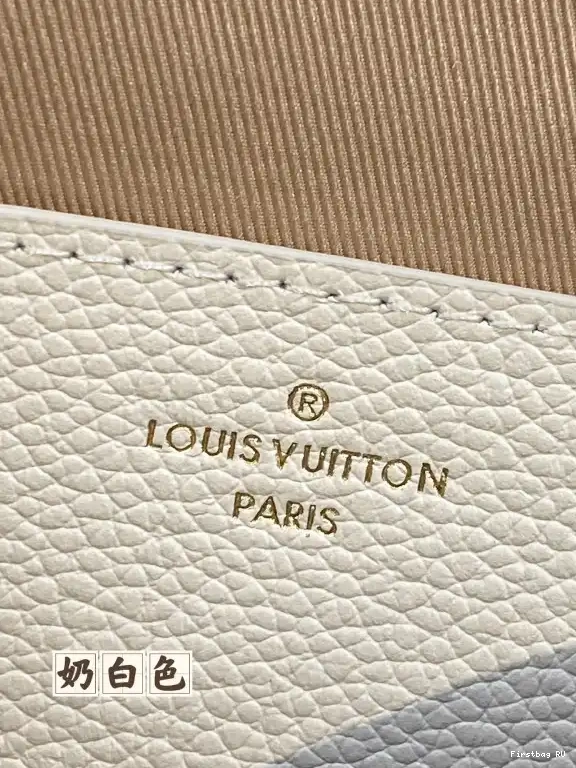 ®
LOUIS VUITTON
PARIS
奶白色
Firstbag RU